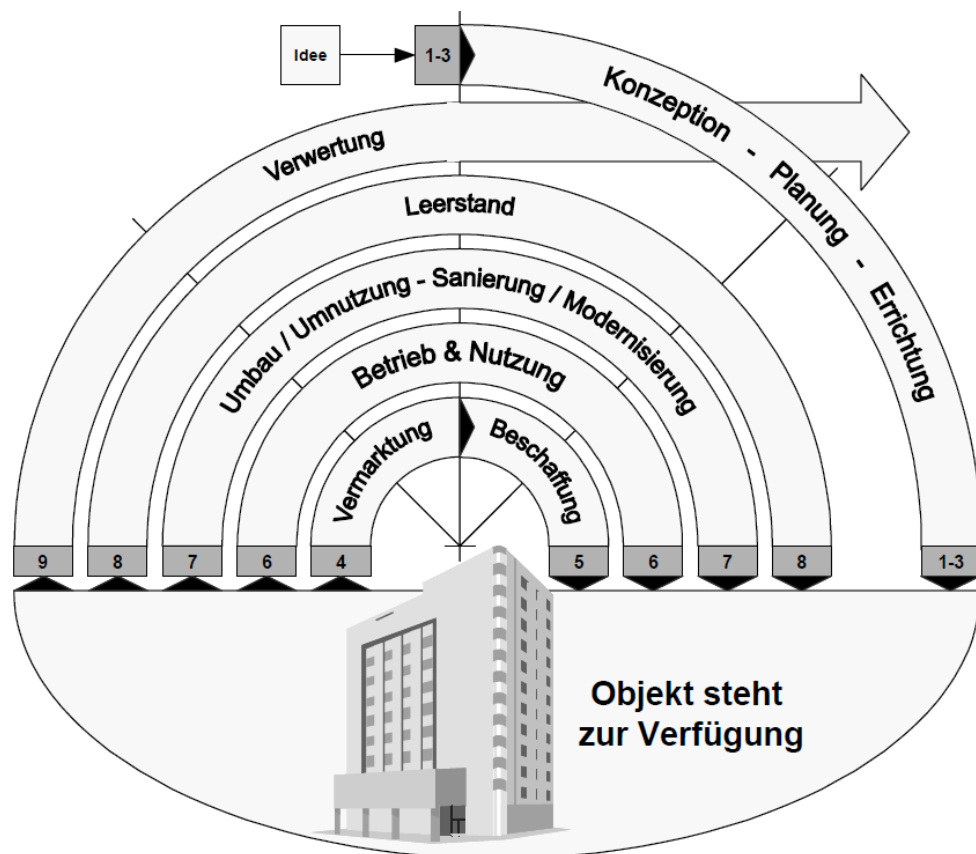 Idee
1-3
Konzeption - Planung - Errichtung
Verwertung
Leerstand
Umbau / Umnutzung - Sanierung / Modernisierung
Betrieb & Nutzung
Vermarktung
Beschaffung
9
8
7
6
4
5
6
7
8
1-3
Objekt steht
zur Verfügung